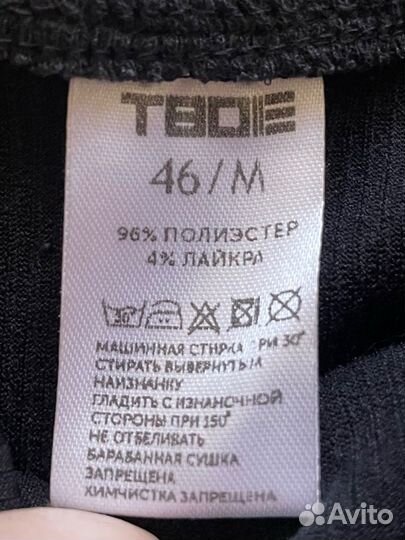 ТВОЕ
46/M
96% ПОЛИЭСТЕР
4% ЛАЙКРА
30°
МАШИННАЯ СТИРКА ПРИ 30°
СТИРАТЬ ВЫВЕРНУТЫМ
НАИЗНАНКУ
ГЛАДИТЬ С ИЗНАНОЧНОЙ
СТОРОНЫ ПРИ 150°
НЕ ОТБЕЛИВАТЬ
БАРАБАННАЯ СУШКА
ЗАПРЕЩЕНА
ХИМЧИСТКА ЗАПРЕЩЕНА
Avito